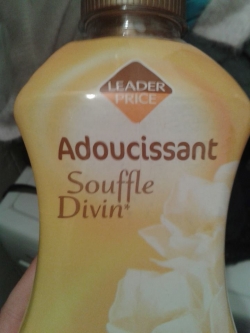 LEADER
PRICE
Adoucissant
Souffle
Divin*